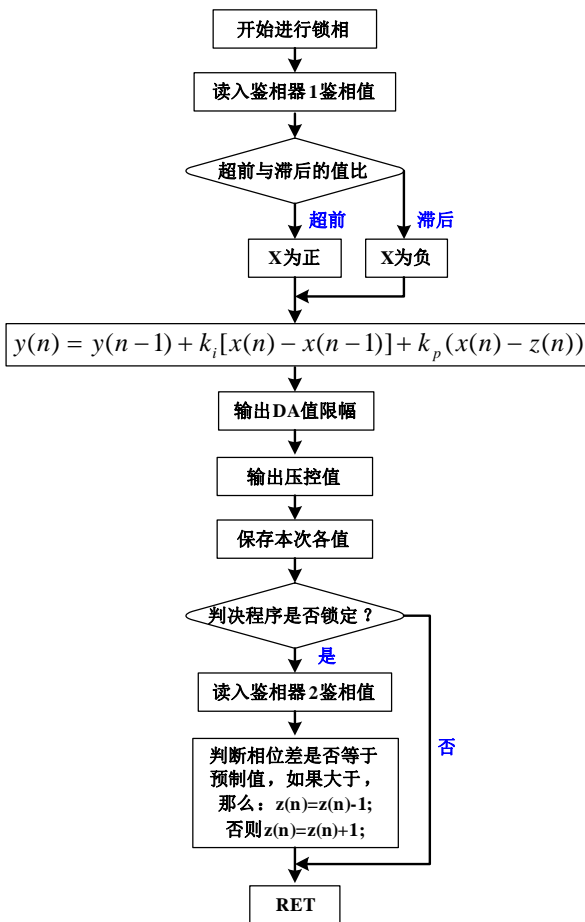 开始进行锁相
读入鉴相器1鉴相值
超前与滞后的值比
超前
滞后
X为正
X为负
y(n) = y(n−1) + k_i[x(n) − x(n−1)] + k_p(x(n) − z(n))
输出DA值限幅
输出压控值
保存本次各值
判决程序是否锁定？
是
读入鉴相器2鉴相值
否
判断相位差是否等于
预制值，如果大于，
那么：z(n)=z(n)-1;
否则z(n)=z(n)+1;
RET